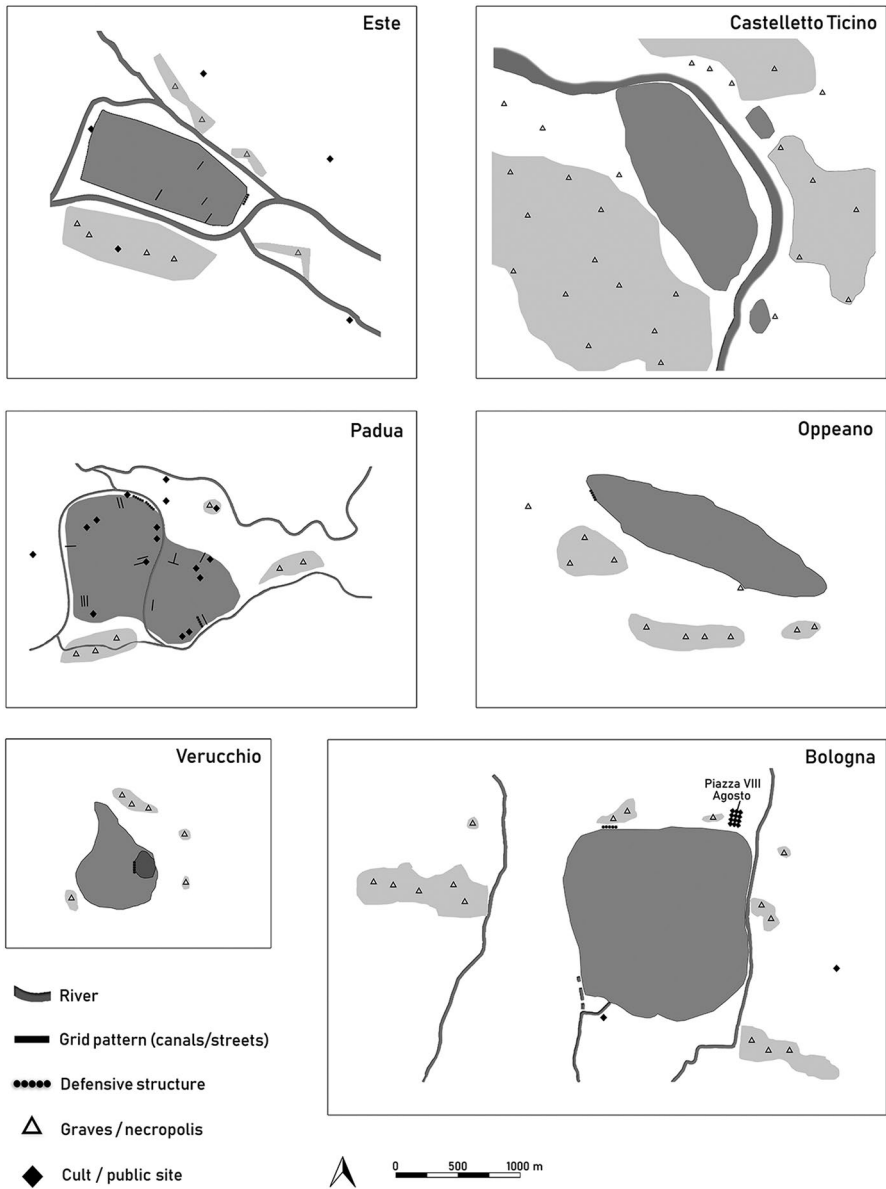 Este
Castelletto Ticino
Padua
Oppeano
Verucchio
Bologna
Piazza VIII
Agosto
River
Grid pattern (canals/streets)
Defensive structure
Graves / necropolis
Cult / public site
0 500 1000 m